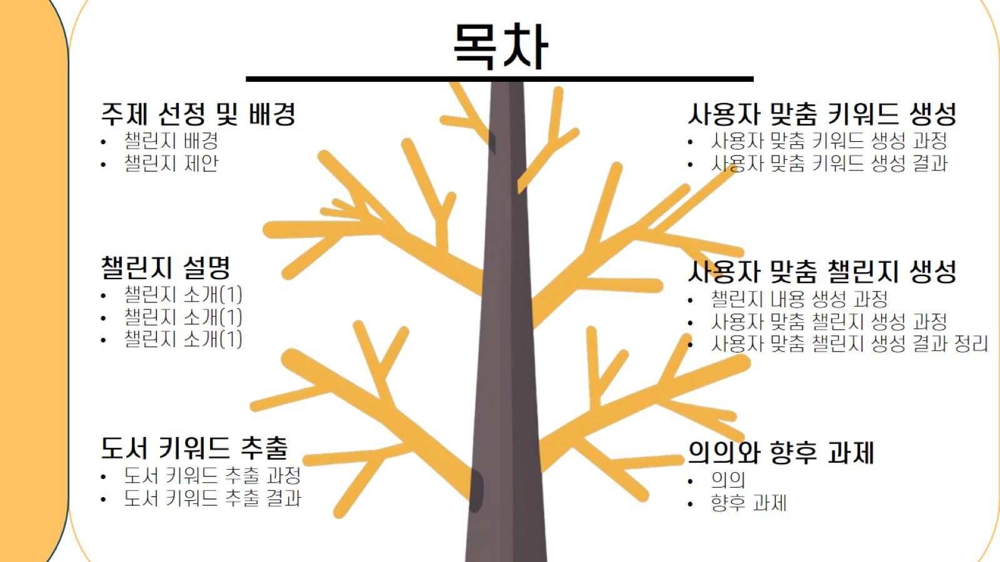 목차
주제 선정 및 배경
• 챌린지 배경
• 챌린지 제안
챌린지 설명
• 챌린지 소개(1)
• 챌린지 소개(1)
• 챌린지 소개(1)
도서 키워드 추출
• 도서 키워드 추출 과정
• 도서 키워드 추출 결과
사용자 맞춤 키워드 생성
• 사용자 맞춤 키워드 생성 과정
• 사용자 맞춤 키워드 생성 결과
사용자 맞춤 챌린지 생성
• 챌린지 내용 생성 과정
• 사용자 맞춤 챌린지 생성 과정
• 사용자 맞춤 챌린지 생성 결과 정리
의의와 향후 과제
• 의의
• 향후 과제